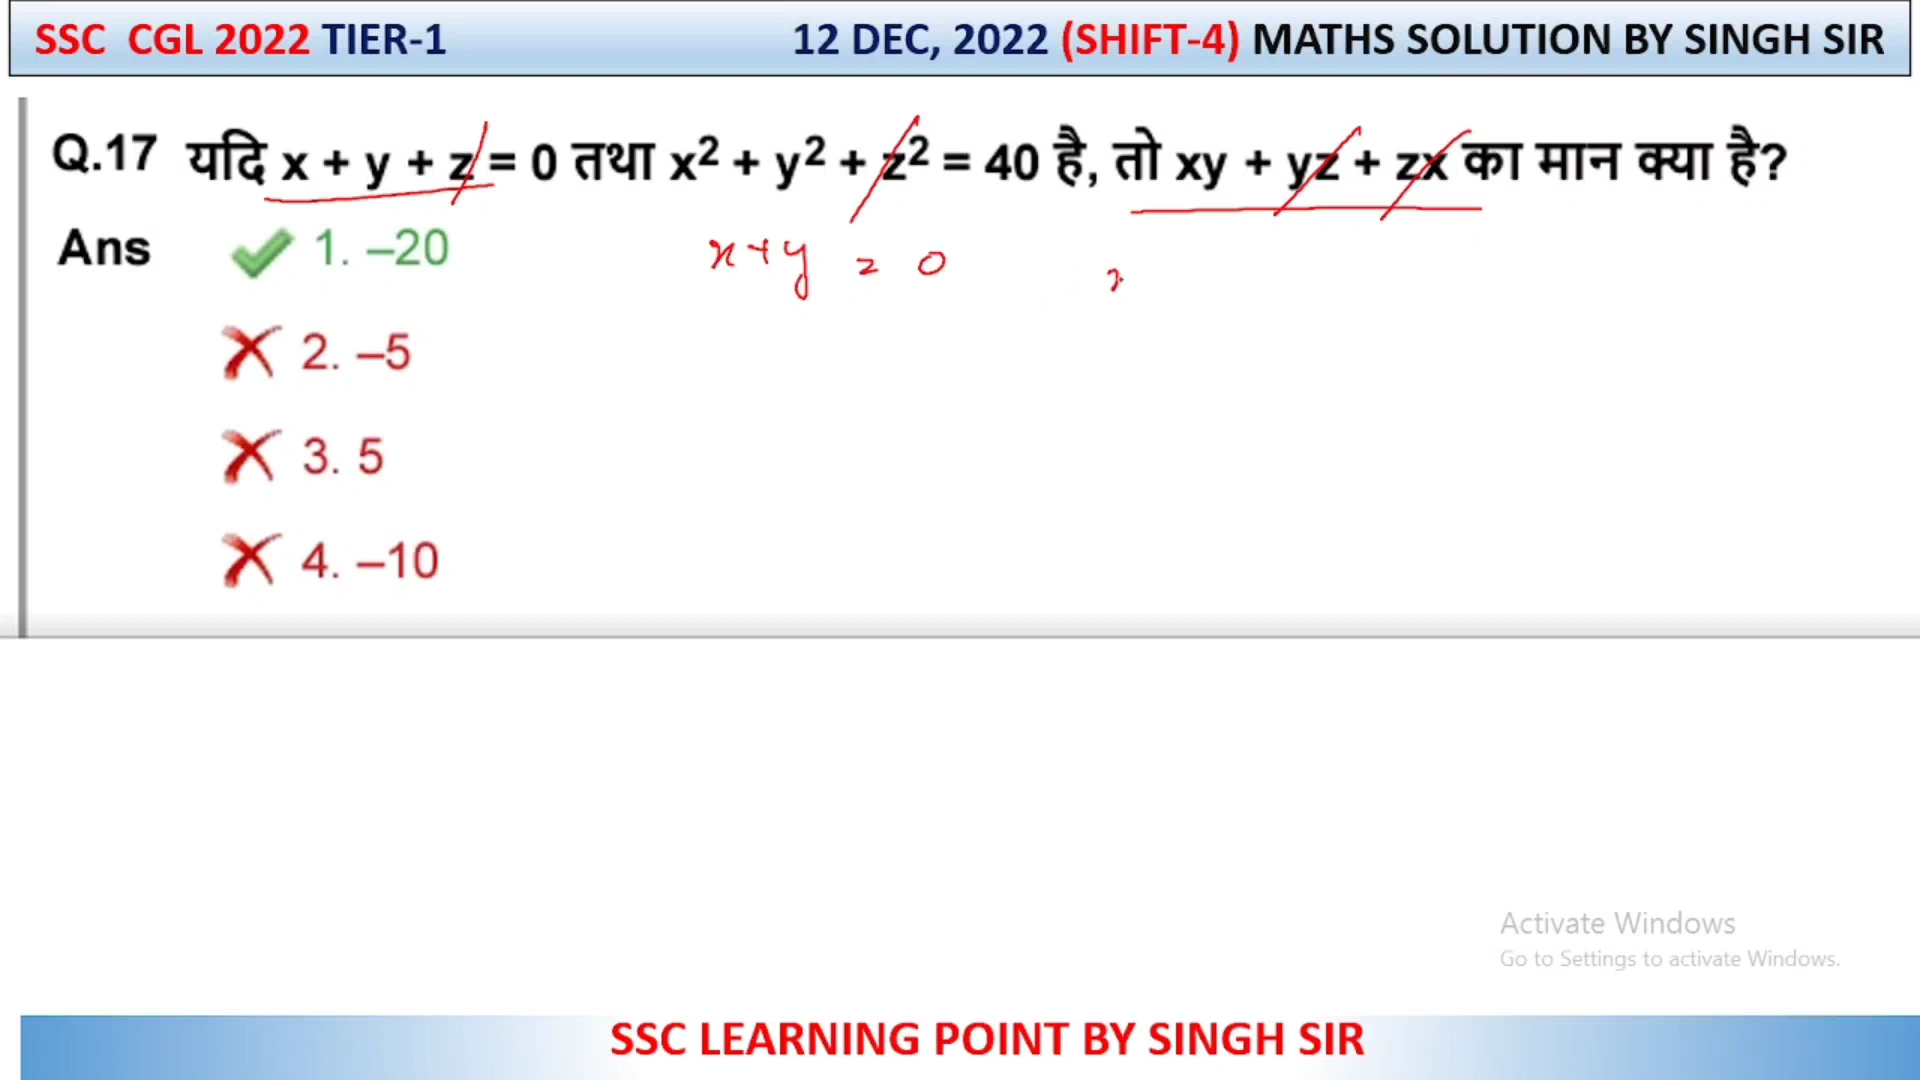 SSC CGL 2022 TIER-1 12 DEC, 2022 (SHIFT-4) MATHS SOLUTION BY SINGH SIR
Q.17 यदि x + y + z = 0 तथा x² + y² + z² = 40 है, तो xy + yz + zx का मान क्या है?
Ans 1. –20
x + y = 0
2. –5
3. 5
4. –10
Activate Windows
Go to Settings to activate Windows.
SSC LEARNING POINT BY SINGH SIR